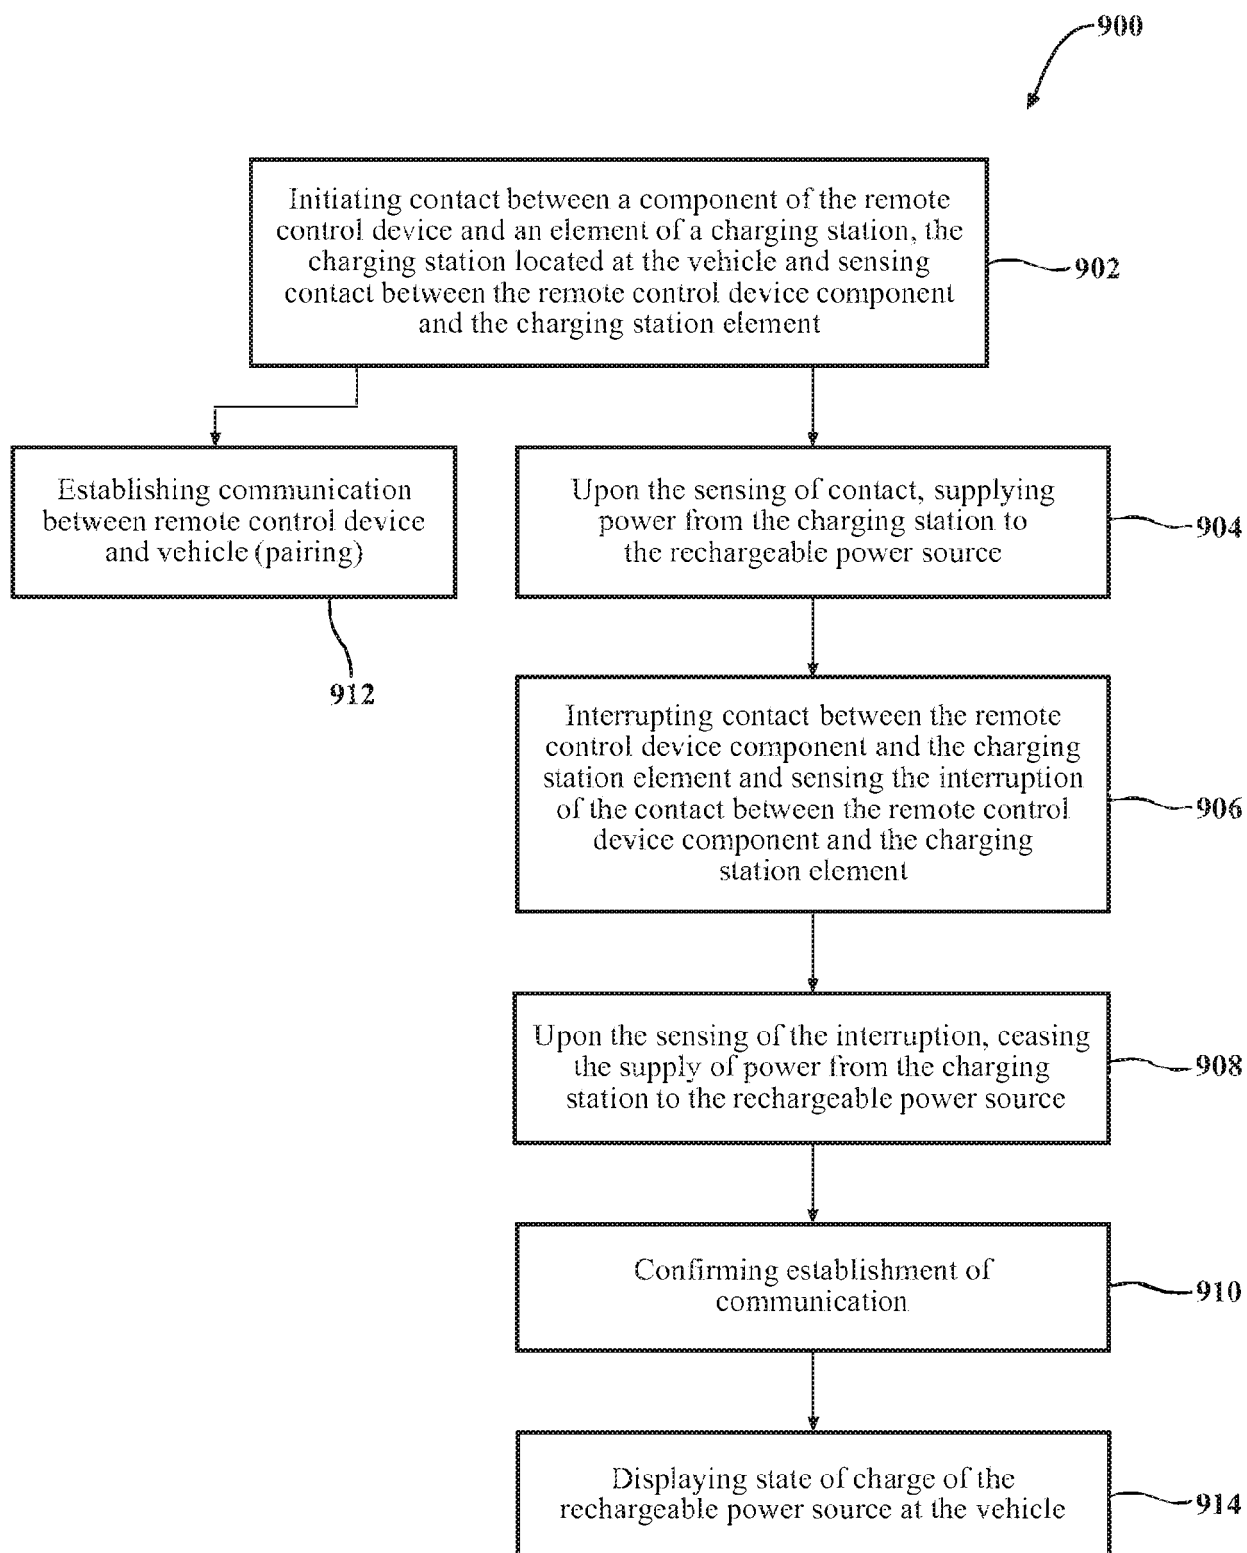 900
Initiating contact between a component of the remote
control device and an element of a charging station, the
charging station located at the vehicle and sensing
contact between the remote control device component
and the charging station element
902
Establishing communication
between remote control device
and vehicle (pairing)
912
Upon the sensing of contact, supplying
power from the charging station to
the rechargeable power source
904
Interrupting contact between the remote
control device component and the charging
station element and sensing the interruption
of the contact between the remote control
device component and the charging
station element
906
Upon the sensing of the interruption, ceasing
the supply of power from the charging
station to the rechargeable power source
908
Confirming establishment of
communication
910
Displaying state of charge of the
rechargeable power source at the vehicle
914